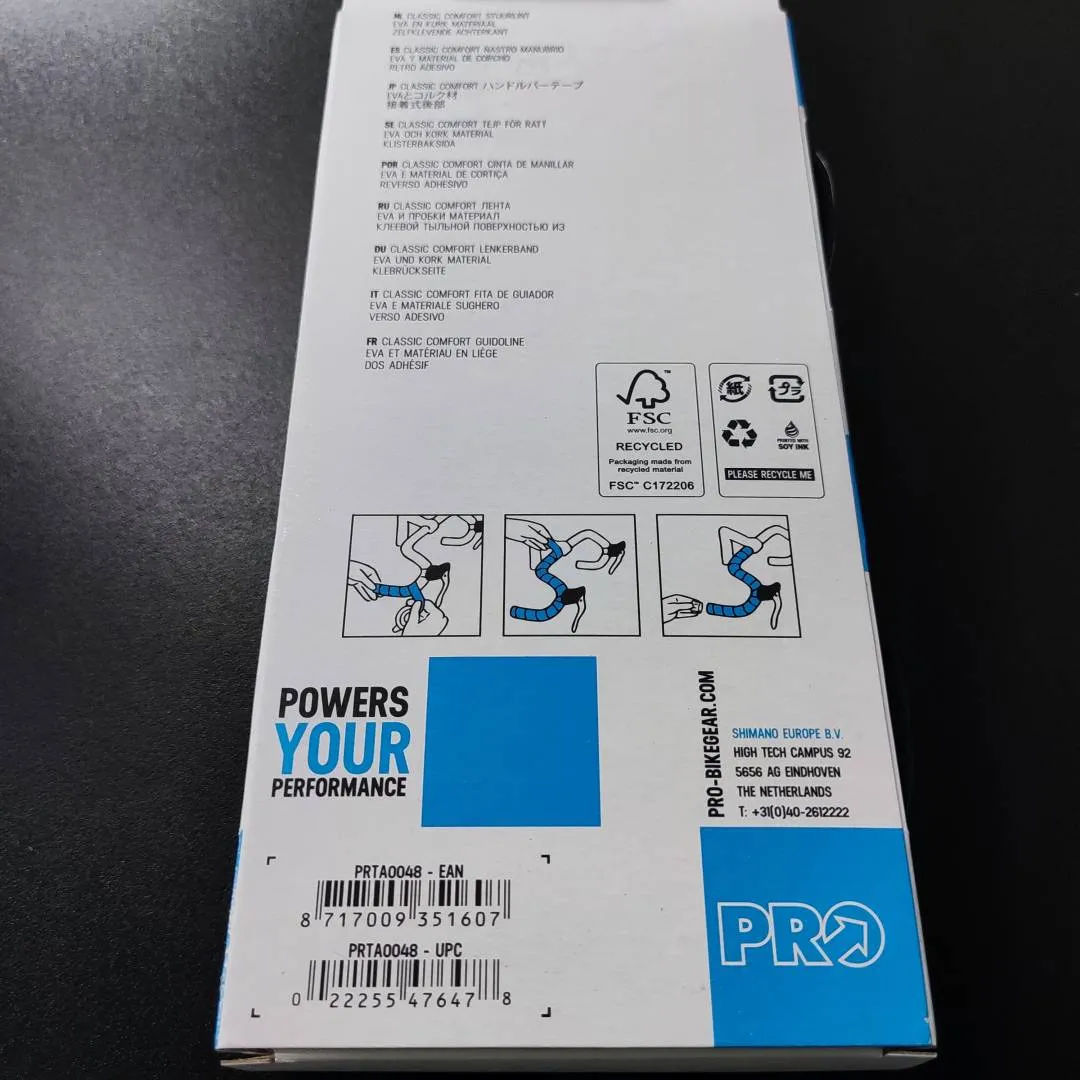 NL CLASSIC COMFORT STUURLINT
EVA EN KURK MATERIAAL
ZELFKLEVENDE ACHTERKANT
ES CLASSIC COMFORT NASTRO MANUBRIO
EVA Y MATERIAL DE CORCHO
RETRO ADESIVO
JP CLASSIC COMFORT ハンドルバーテープ
EVAとコルク材
接着式後部
SE CLASSIC COMFORT TEJP FÖR RATT
EVA OCH KORK MATERIAL
KLISTERBAKSIDA
POR CLASSIC COMFORT CINTA DE MANILLAR
EVA E MATERIAL DE CORTIÇA
REVERSO ADHESIVO
RU CLASSIC COMFORT ЛЕНТА
EVA И ПРОБКИ МАТЕРИАЛ
КЛЕЕВОЙ ТЫЛЬНОЙ ПОВЕРХНОСТЬЮ ИЗ
DU CLASSIC COMFORT LENKERBAND
EVA UND KORK MATERIAL
KLEBRÜCKSEITE
IT CLASSIC COMFORT FITA DE GUIADOR
EVA E MATERIALE SUGHERO
VERSO ADESIVO
FR CLASSIC COMFORT GUIDOLINE
EVA ET MATÉRIAU EN LIÈGE
DOS ADHÉSIF
FSC
www.fsc.org
RECYCLED
Packaging made from
recycled material
FSC™ C172206
紙 プラ
PRINTED WITH
SOY INK
PLEASE RECYCLE ME
POWERS
YOUR
PERFORMANCE
PRO-BIKEGEAR.COM
SHIMANO EUROPE B.V.
HIGH TECH CAMPUS 92
5656 AG EINDHOVEN
THE NETHERLANDS
T: +31(0)40-2612222
PRTA0048 - EAN
8 717009 351607
PRTA0048 - UPC
0 22255 47647 8
PRO